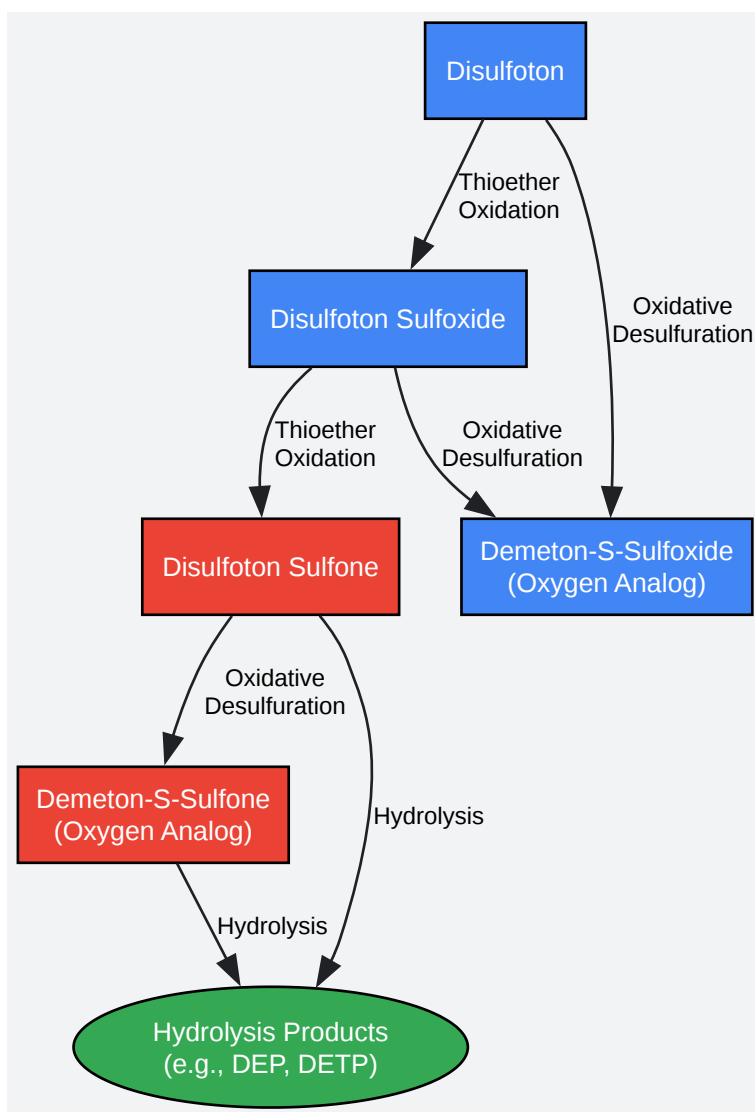 Disulfoton
Thioether
Oxidation
Disulfoton Sulfoxide
Oxidative
Desulfuration
Thioether
Oxidation
Oxidative
Desulfuration
Disulfoton Sulfone
Demeton-S-Sulfoxide
(Oxygen Analog)
Oxidative
Desulfuration
Demeton-S-Sulfone
(Oxygen Analog)
Hydrolysis
Hydrolysis
Hydrolysis Products
(e.g., DEP, DETP)